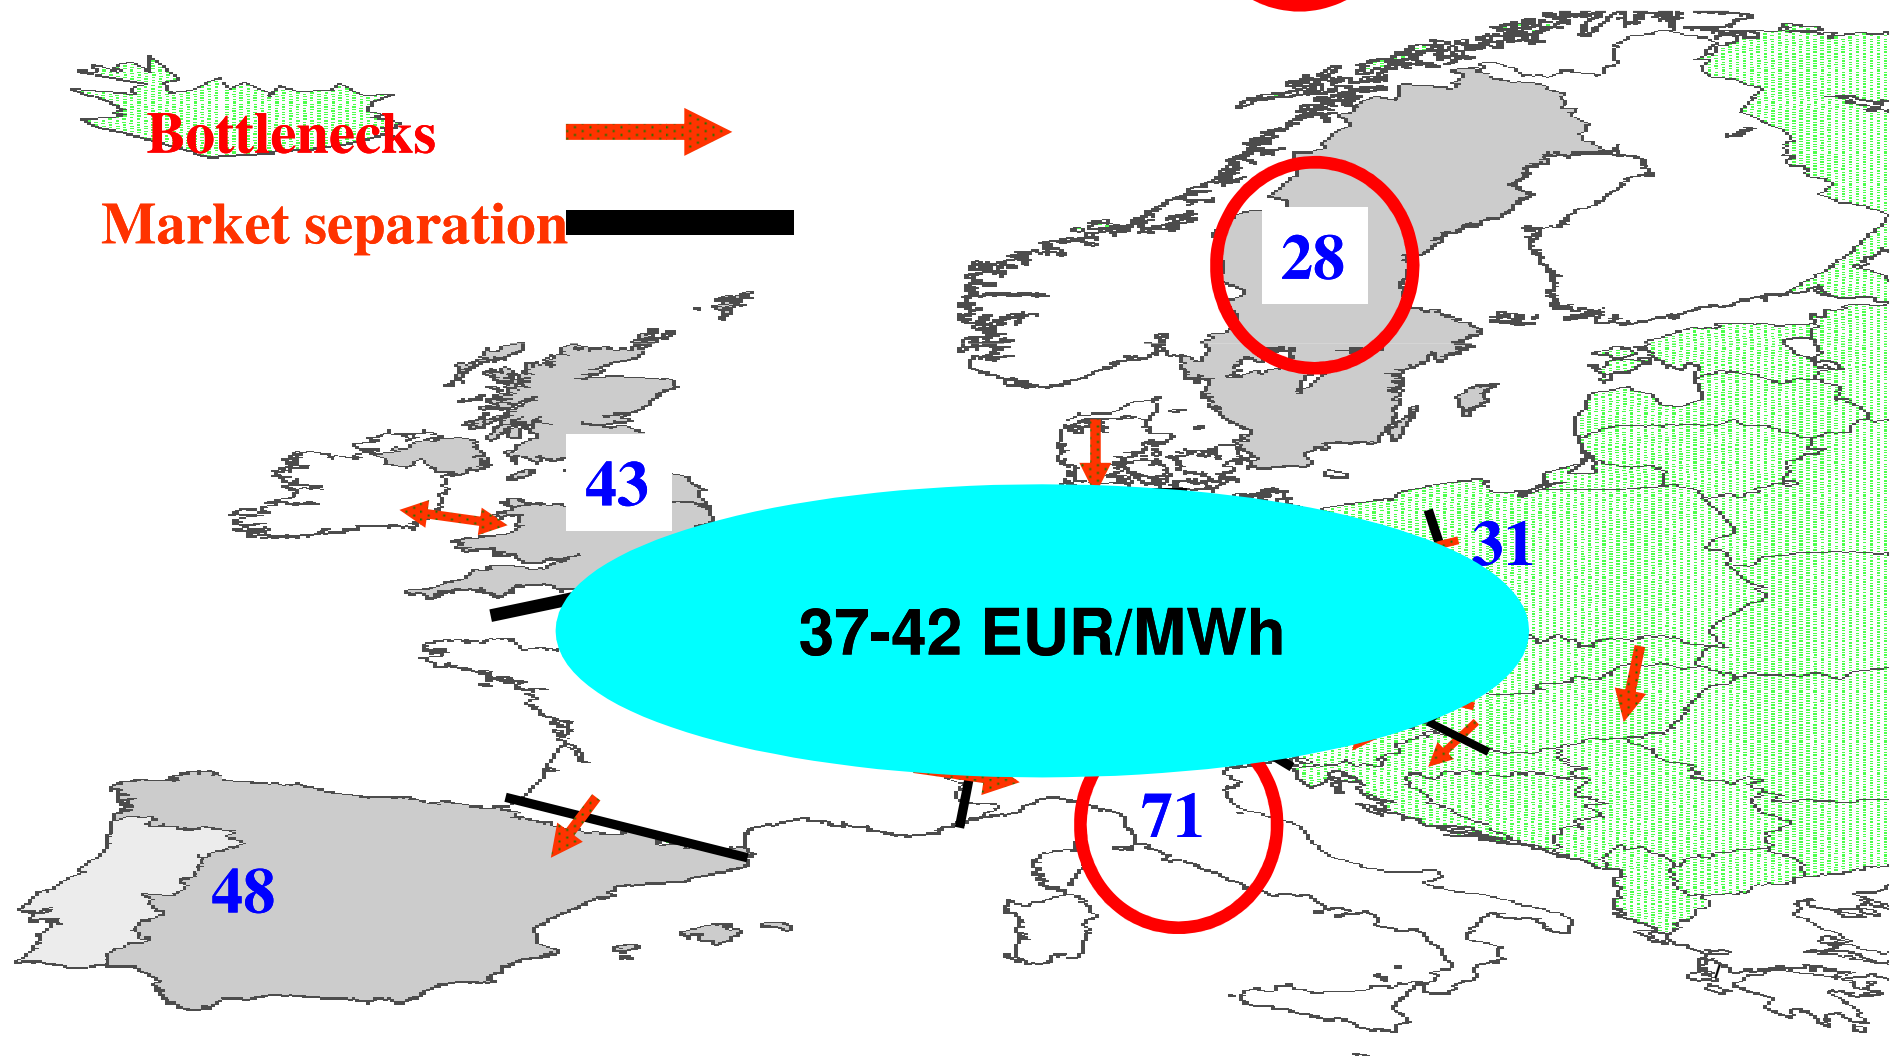 Bottlenecks
Market separation
28
43
31
37-42 EUR/MWh
71
48